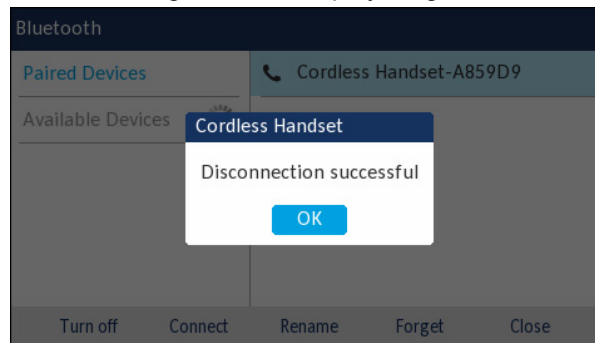 Bluetooth
Paired Devices
Cordless Handset-A859D9
Available Devices
Cordless Handset
Disconnection successful
OK
Turn off Connect Rename Forget Close